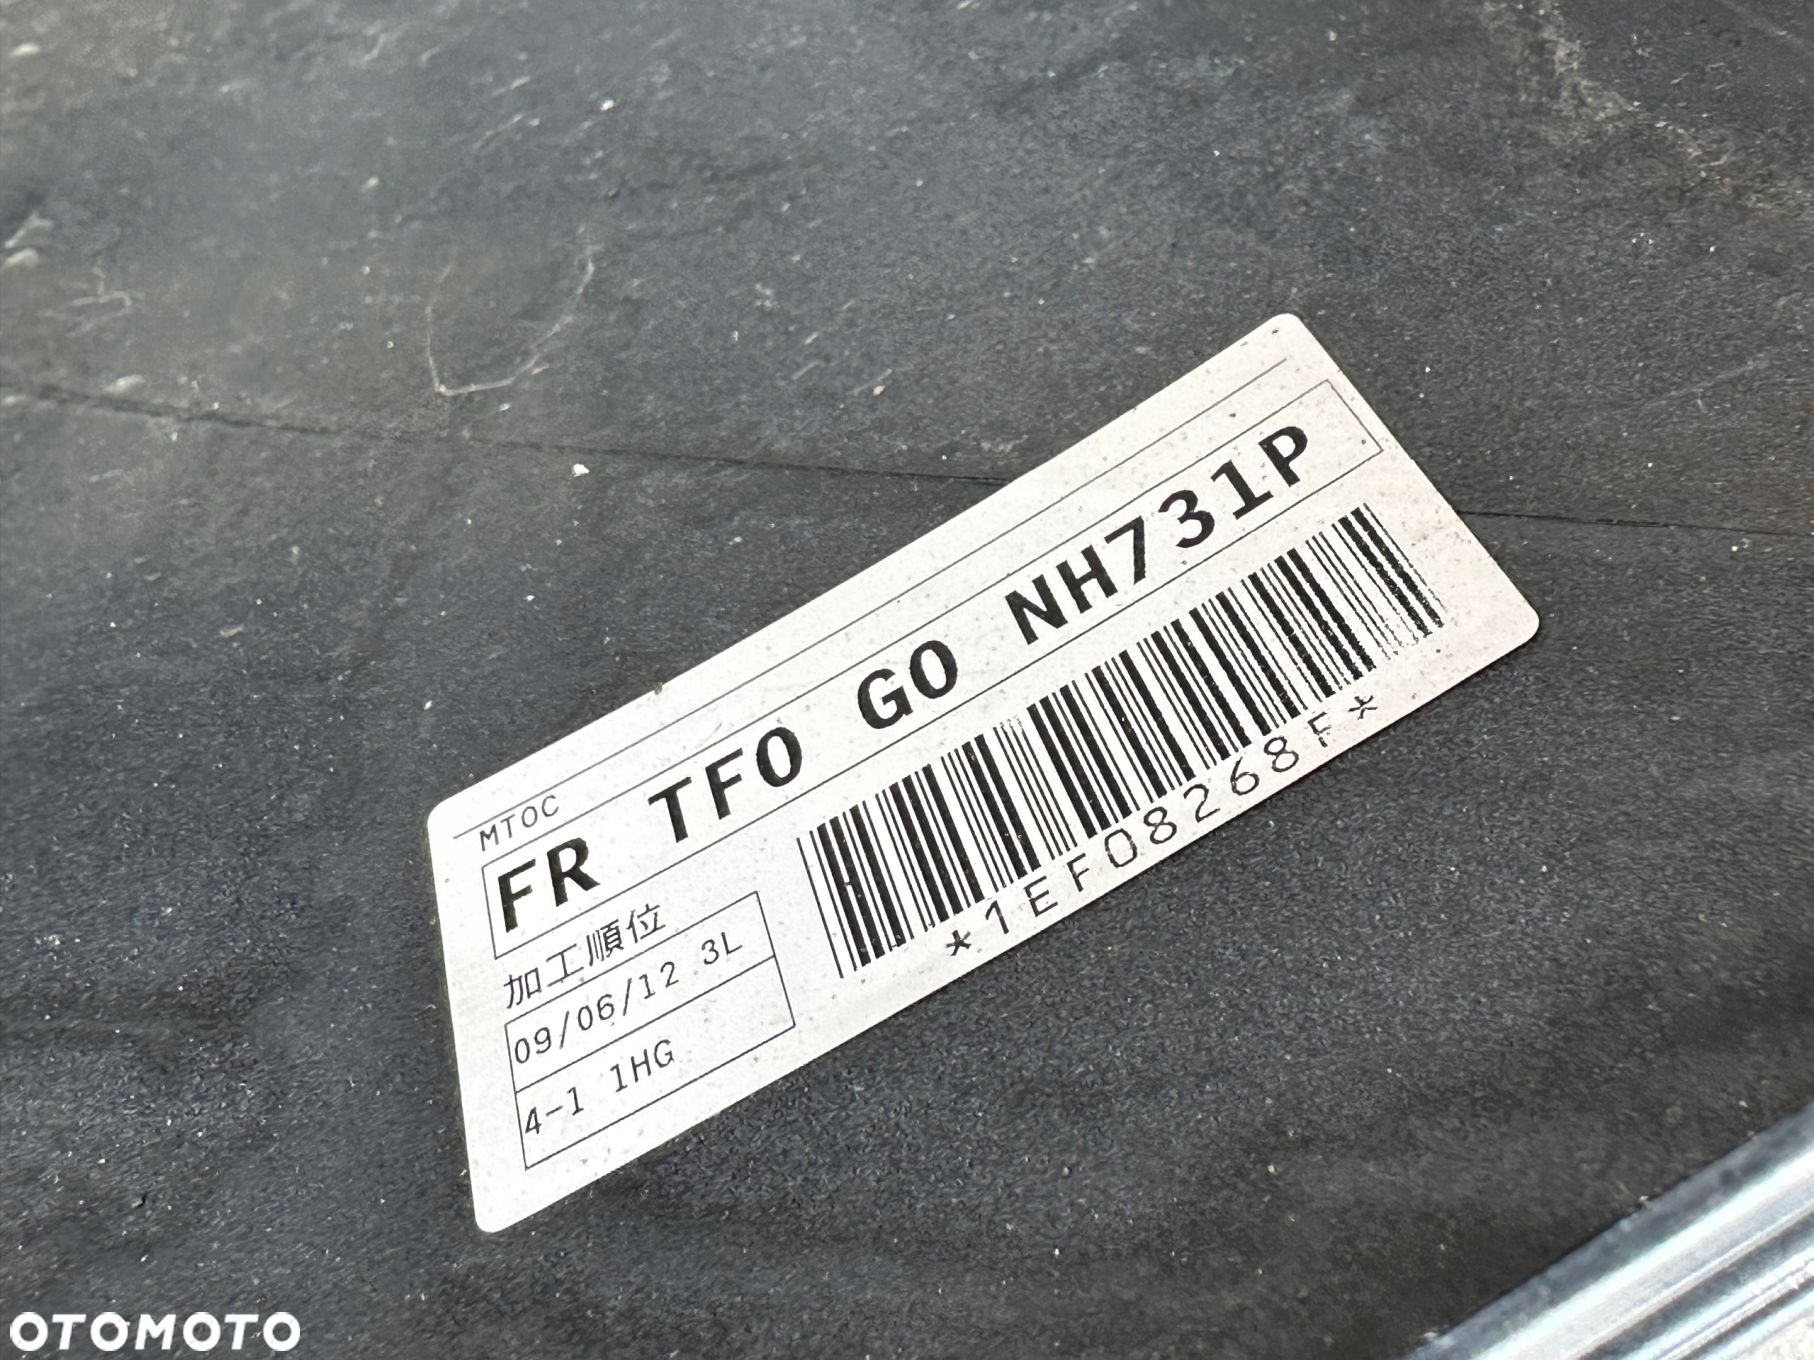 MTOC
FR TF0 G0 NH731P
加工順位
09/06/12 3L
4-1 1HG
*1EF08268F*
OTOMOTO